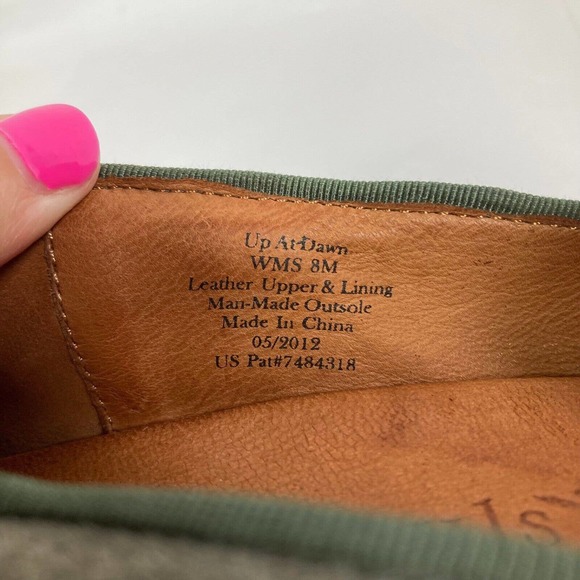 Up At Dawn
WMS 8M
Leather Upper & Lining
Man-Made Outsole
Made In China
05/2012
US Pat#7484318